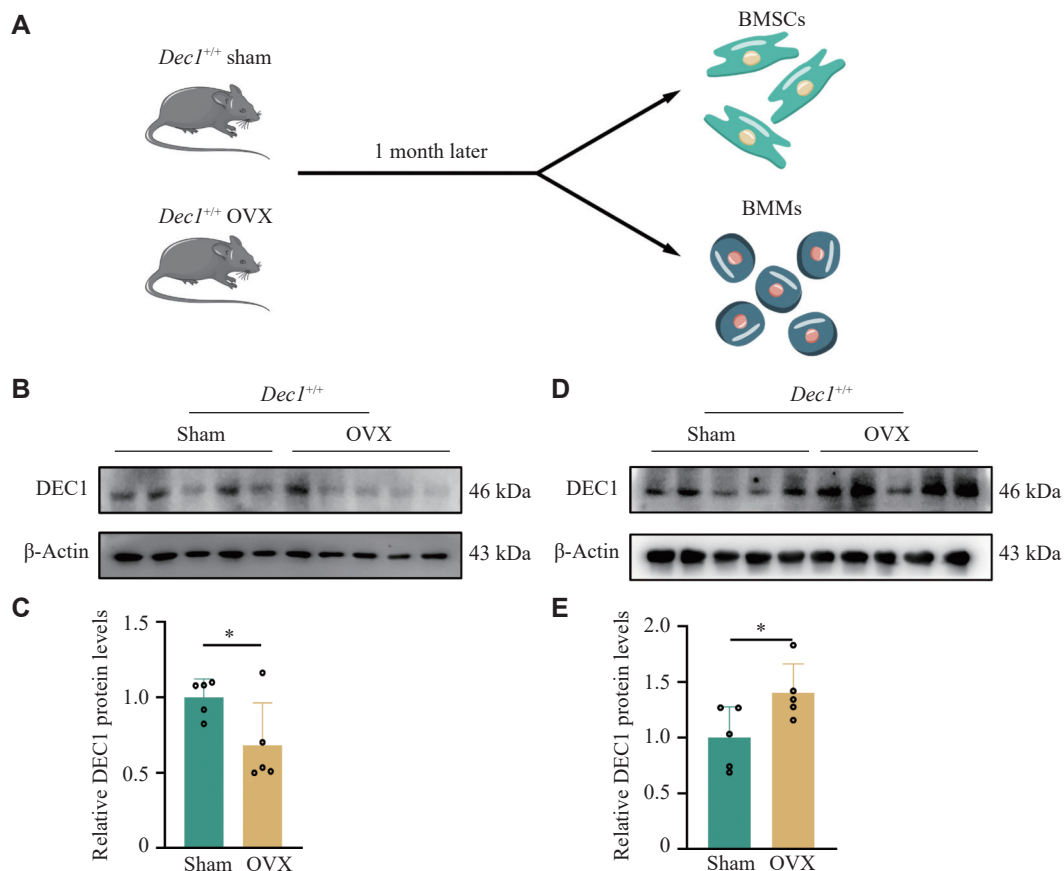 A
Dec1+/+ sham
Dec1+/+ OVX
1 month later
BMSCs
BMMs
B
Dec1+/+
Sham OVX
DEC1 46 kDa
β-Actin 43 kDa
C
Relative DEC1 protein levels
1.5
1.0
0.5
0
*
Sham OVX
D
Dec1+/+
Sham OVX
DEC1 46 kDa
β-Actin 43 kDa
E
Relative DEC1 protein levels
2.0
1.5
1.0
0.5
0
*
Sham OVX